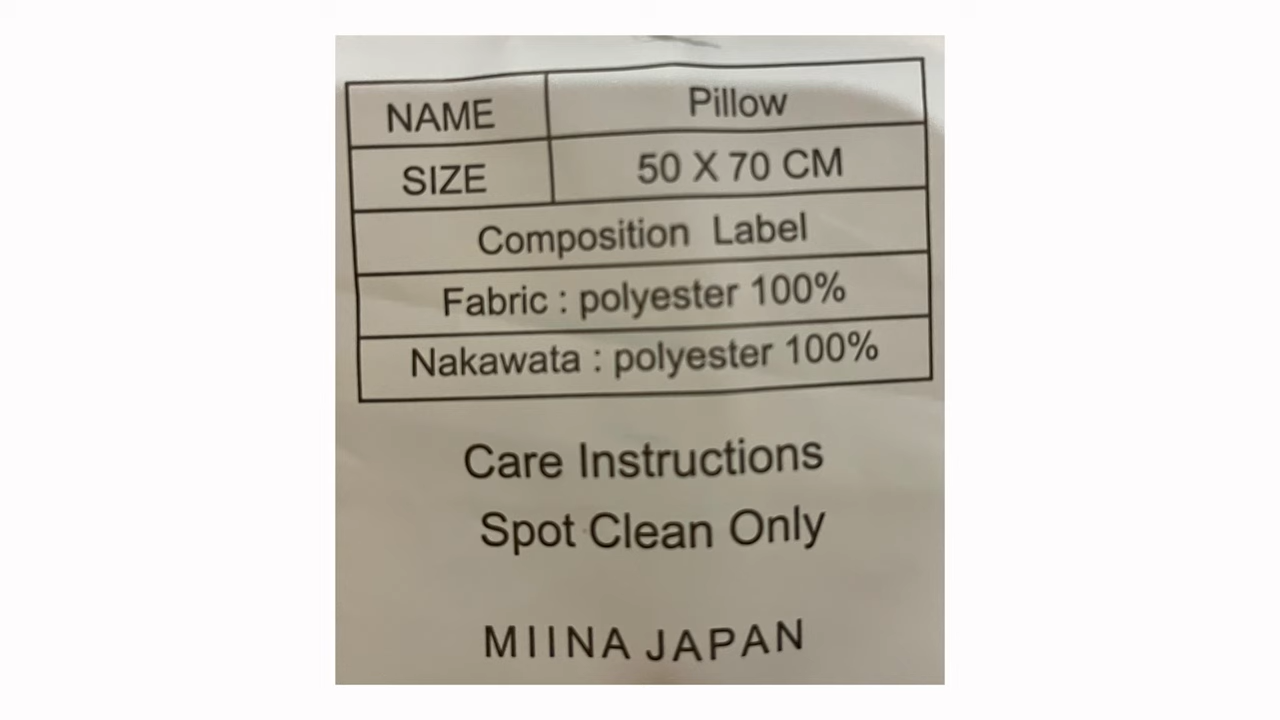 NAME Pillow
SIZE 50 X 70 CM
Composition Label
Fabric : polyester 100%
Nakawata : polyester 100%
Care Instructions
Spot Clean Only
MIINA JAPAN